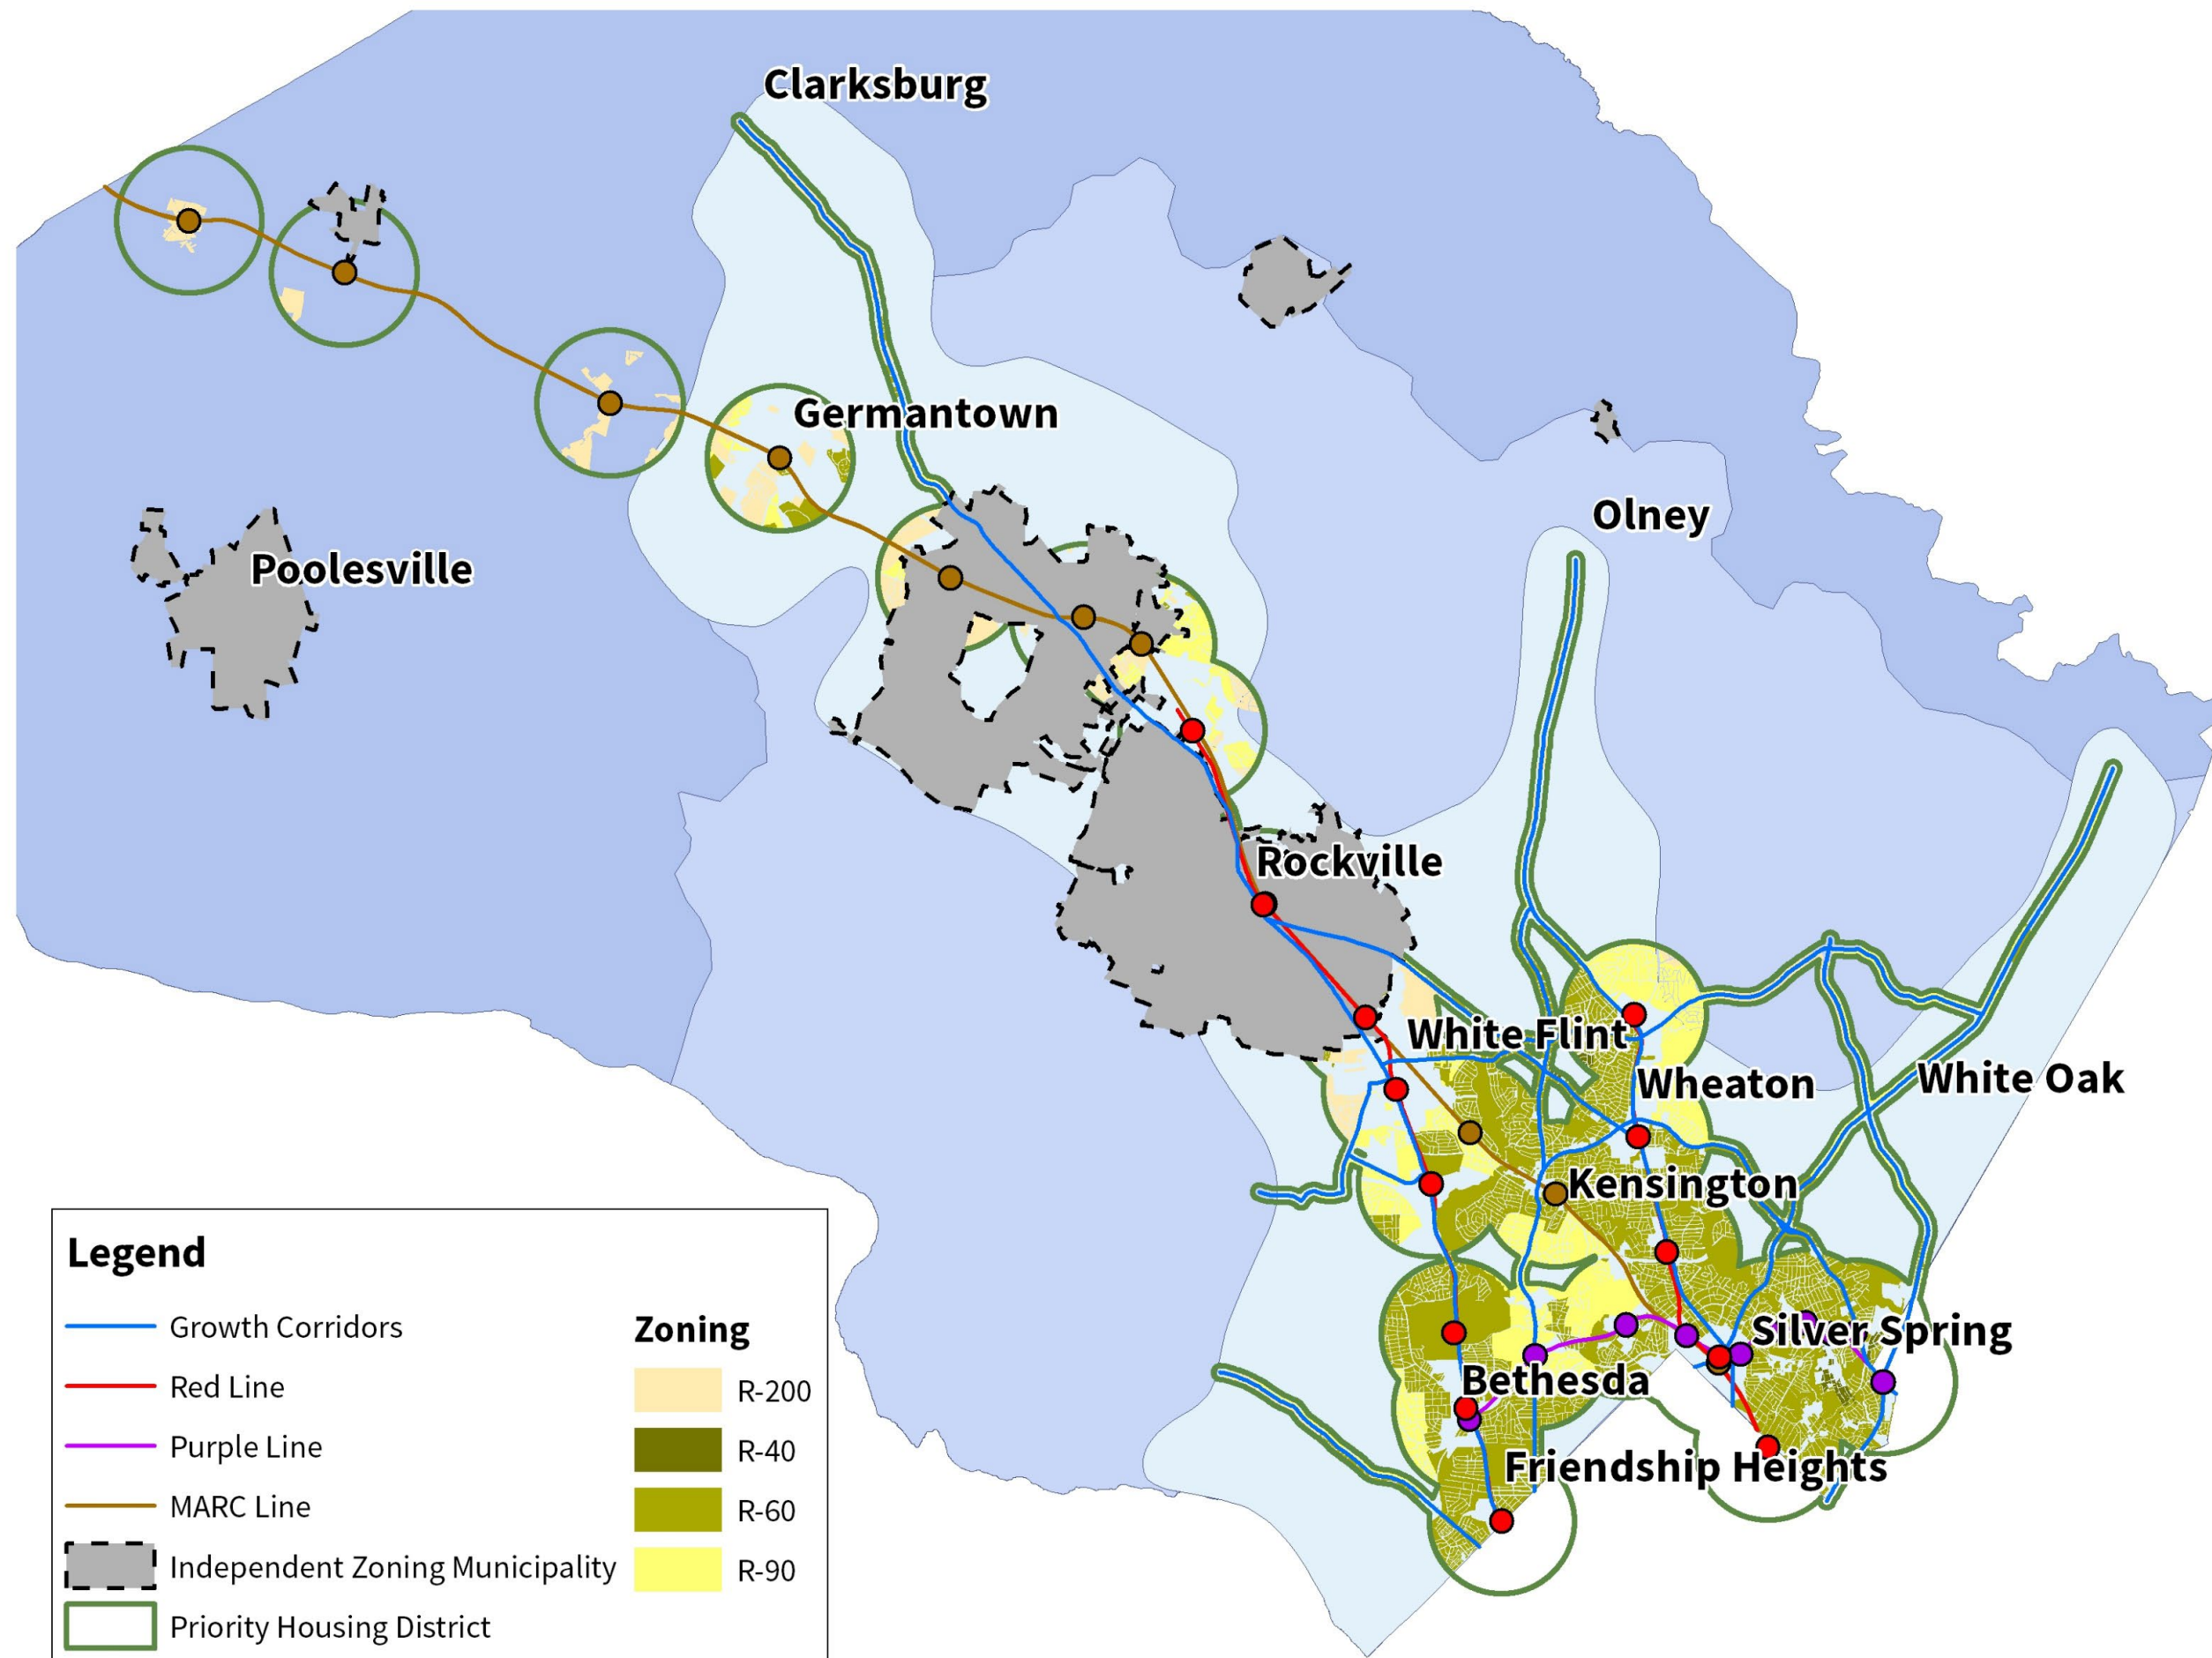 Clarksburg
Germantown
Olney
Poolesville
Rockville
White Flint
Wheaton
White Oak
Kensington
Silver Spring
Bethesda
Friendship Heights
Legend
Growth Corridors
Red Line
Purple Line
MARC Line
Independent Zoning Municipality
Priority Housing District
Zoning
R-200
R-40
R-60
R-90